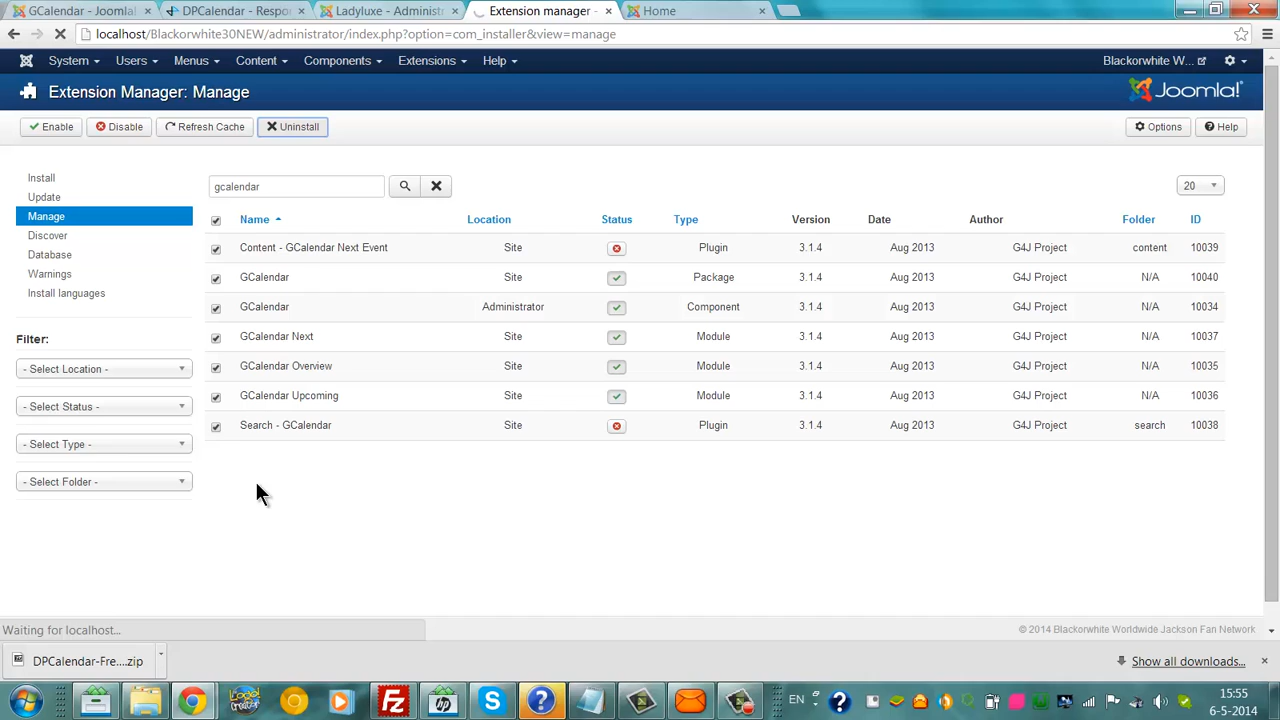 GCalendar - Joomla
DPCalendar - Respo
Ladyluxe - Administra
Extension manager -
Home
localhost/Blackorwhite30NEW/administrator/index.php?option=com_installer&view=manage
System Users Menus Content Components Extensions Help Blackorwhite W...
Extension Manager: Manage Joomla!
Enable Disable Refresh Cache Uninstall Options Help
Install
Update
Manage
Discover
Database
Warnings
Install languages
Filter:
- Select Location -
- Select Status -
- Select Type -
- Select Folder -
gcalendar 20
Name Location Status Type Version Date Author Folder ID
Content - GCalendar Next Event Site Plugin 3.1.4 Aug 2013 G4J Project content 10039
GCalendar Site Package 3.1.4 Aug 2013 G4J Project N/A 10040
GCalendar Administrator Component 3.1.4 Aug 2013 G4J Project N/A 10034
GCalendar Next Site Module 3.1.4 Aug 2013 G4J Project N/A 10037
GCalendar Overview Site Module 3.1.4 Aug 2013 G4J Project N/A 10035
GCalendar Upcoming Site Module 3.1.4 Aug 2013 G4J Project N/A 10036
Search - GCalendar Site Plugin 3.1.4 Aug 2013 G4J Project search 10038
Waiting for localhost...
© 2014 Blackorwhite Worldwide Jackson Fan Network
DPCalendar-Fre....zip
Show all downloads...
EN
15:55
6-5-2014